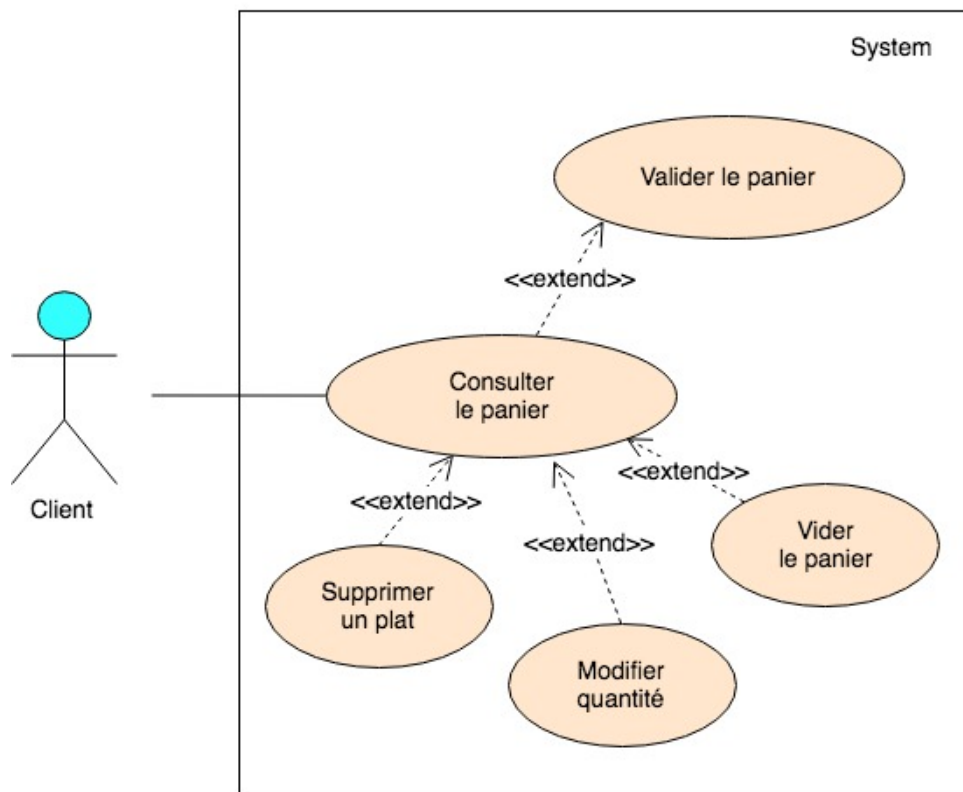 System
Valider le panier
<<extend>>
Consulter
le panier
<<extend>>
<<extend>>
<<extend>>
Client
Supprimer
un plat
Modifier
quantité
Vider
le panier